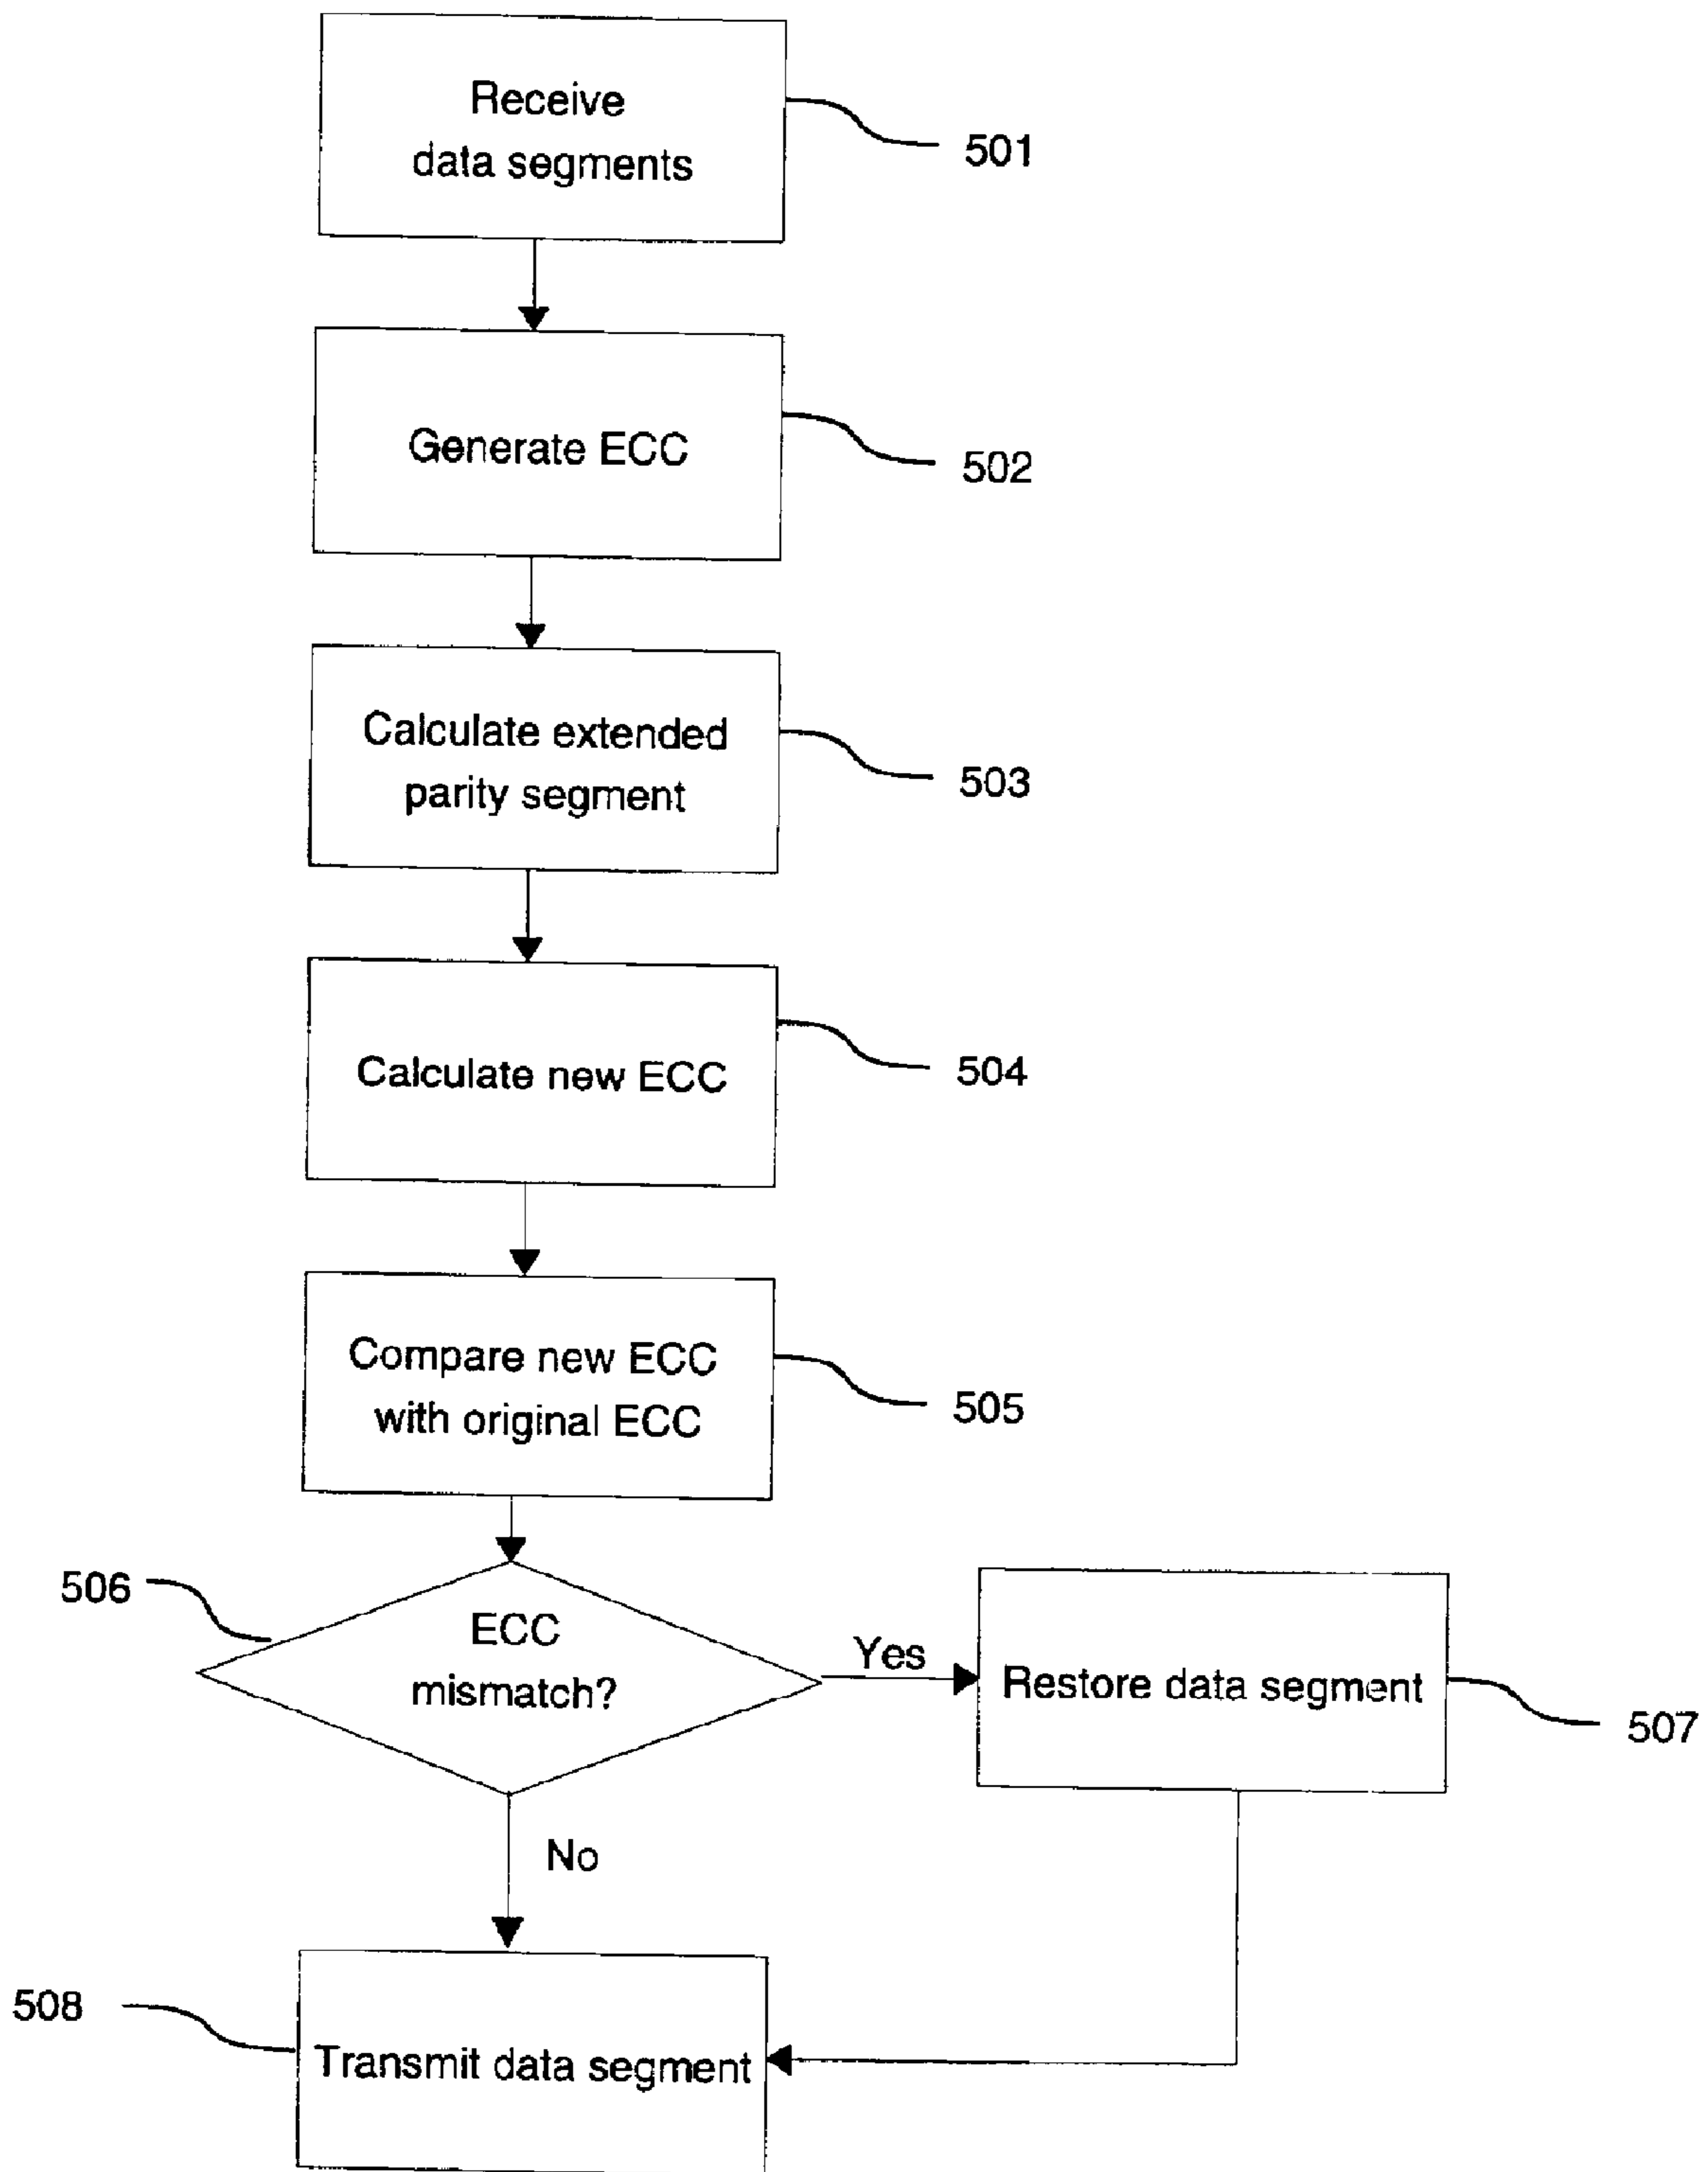 Receive
data segments
501
Generate ECC
502
Calculate extended
parity segment
503
Calculate new ECC
504
Compare new ECC
with original ECC
505
506
ECC
mismatch?
Yes
Restore data segment
507
No
508
Transmit data segment